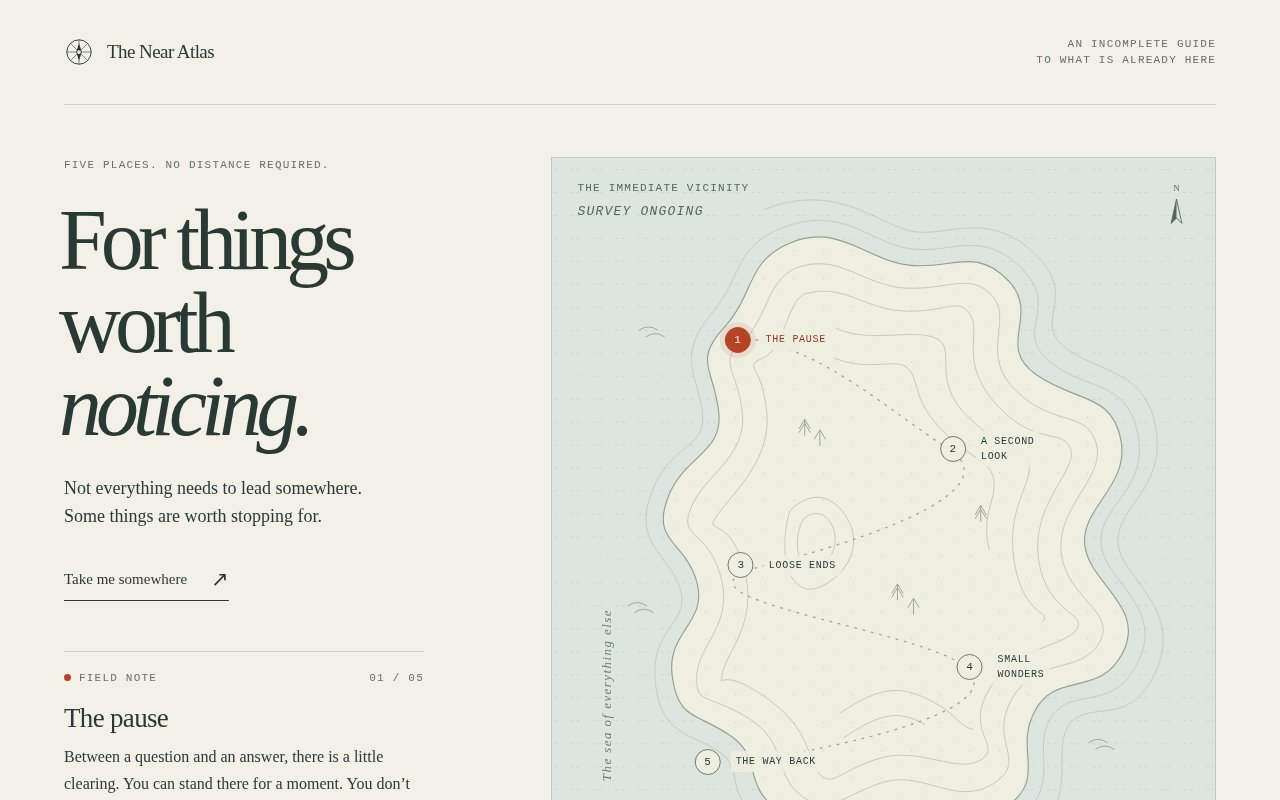 The Near Atlas
AN INCOMPLETE GUIDE
TO WHAT IS ALREADY HERE
FIVE PLACES. NO DISTANCE REQUIRED.
For things
worth
noticing.
Not everything needs to lead somewhere.
Some things are worth stopping for.
Take me somewhere ↗
FIELD NOTE
01 / 05
The pause
Between a question and an answer, there is a little
clearing. You can stand there for a moment. You don’t
THE IMMEDIATE VICINITY
SURVEY ONGOING
N
1 THE PAUSE
2 A SECOND
LOOK
3 LOOSE ENDS
4 SMALL
WONDERS
5 THE WAY BACK
The sea of everything else